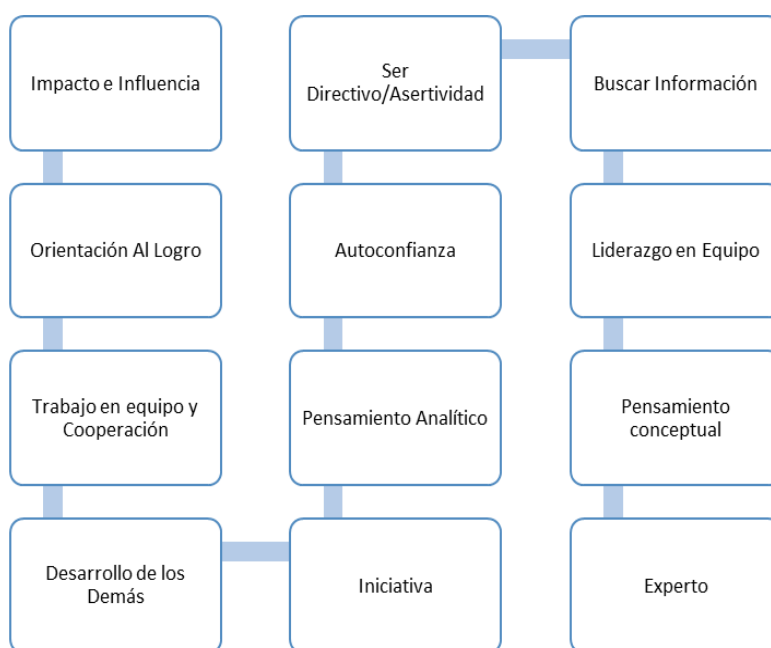 Impacto e Influencia
Orientación Al Logro
Trabajo en equipo y
Cooperación
Desarrollo de los
Demás
Iniciativa
Pensamiento Analítico
Autoconfianza
Ser
Directivo/Asertividad
Buscar Información
Liderazgo en Equipo
Pensamiento
conceptual
Experto